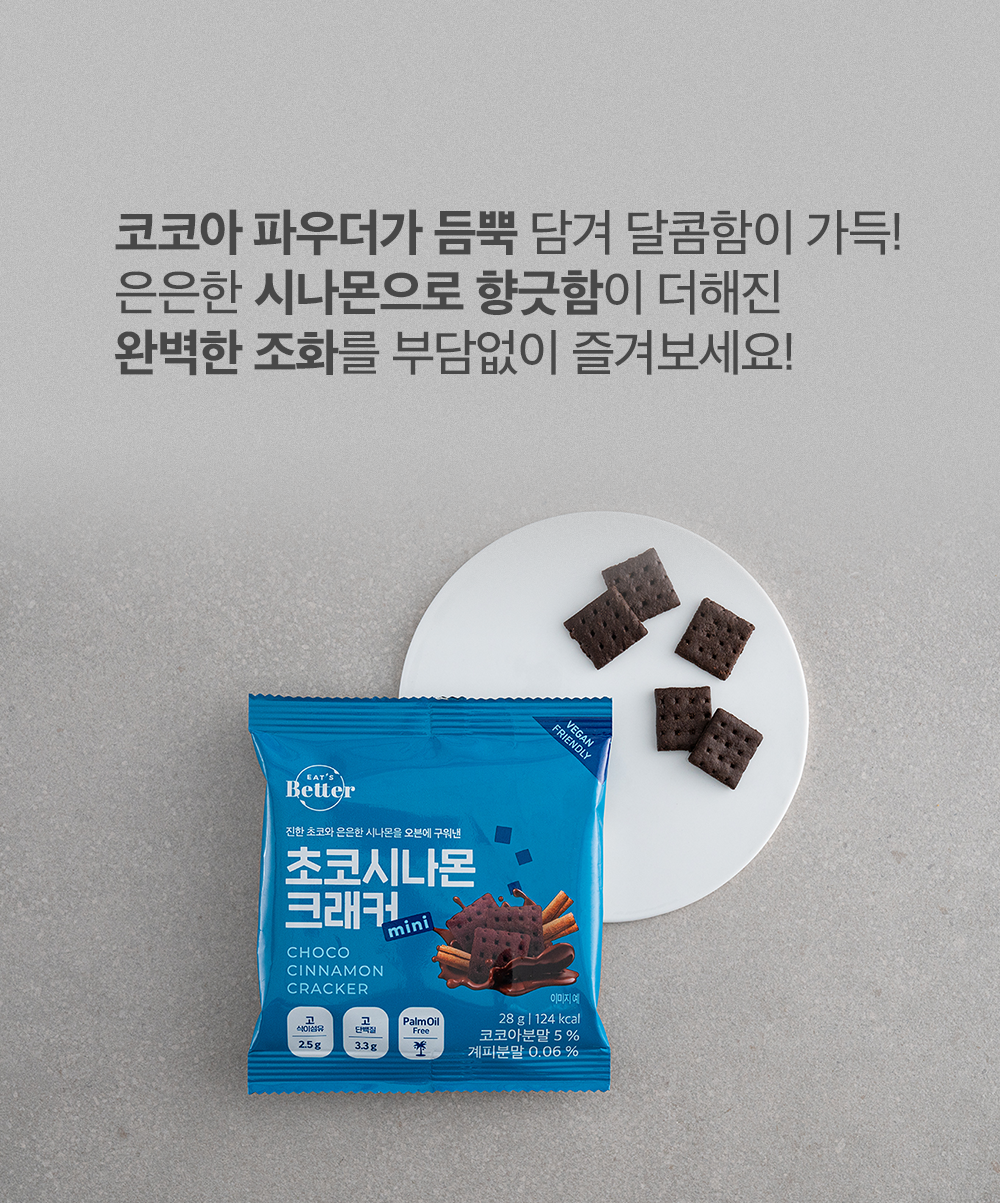 코코아 파우더가 듬뿍 담겨 달콤함이 가득!
은은한 시나몬으로 향긋함이 더해진
완벽한 조화를 부담없이 즐겨보세요!
VEGAN
FRIENDLY
EAT'S
Better
진한 초코와 은은한 시나몬을 오븐에 구워낸
초코시나몬
크래커
mini
CHOCO
CINNAMON
CRACKER
이미지 예
고
식이섬유
2.5 g
고
단백질
3.3 g
Palm Oil
Free
28 g | 124 kcal
코코아분말 5 %
계피분말 0.06 %